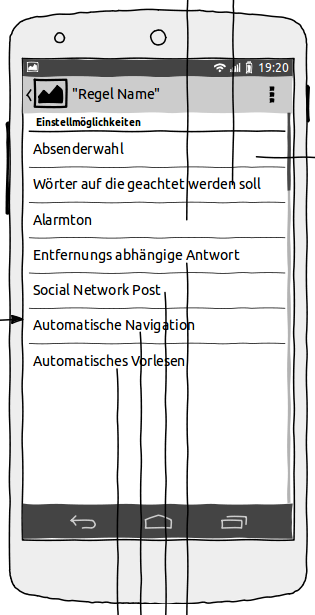 19:20
"Regel Name"
Einstellmöglichkeiten
Absenderwahl
Wörter auf die geachtet werden soll
Alarmton
Entfernungs abhängige Antwort
Social Network Post
Automatische Navigation
Automatisches Vorlesen